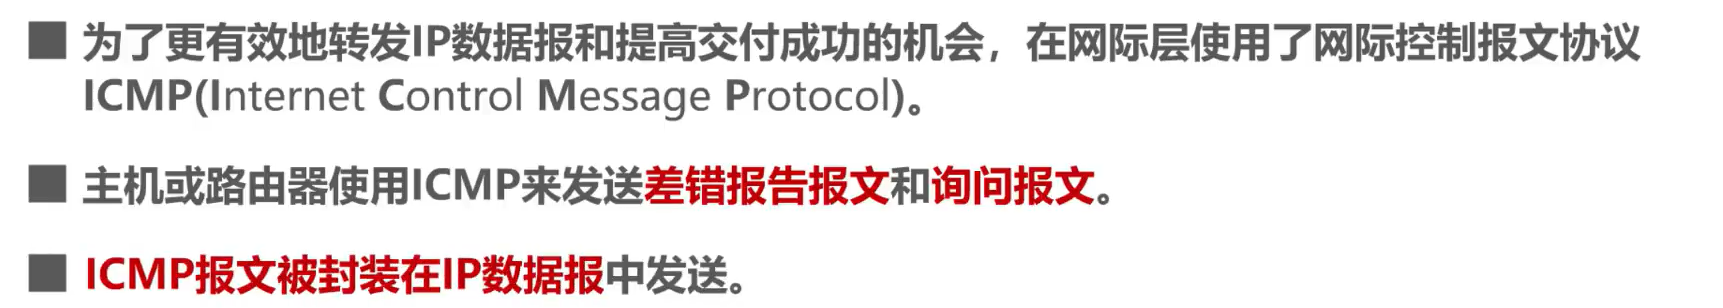 为了更有效地转发IP数据报和提高交付成功的机会，在网际层使用了网际控制报文协议
ICMP(Internet Control Message Protocol)。
主机或路由器使用ICMP来发送差错报告报文和询问报文。
ICMP报文被封装在IP数据报中发送。